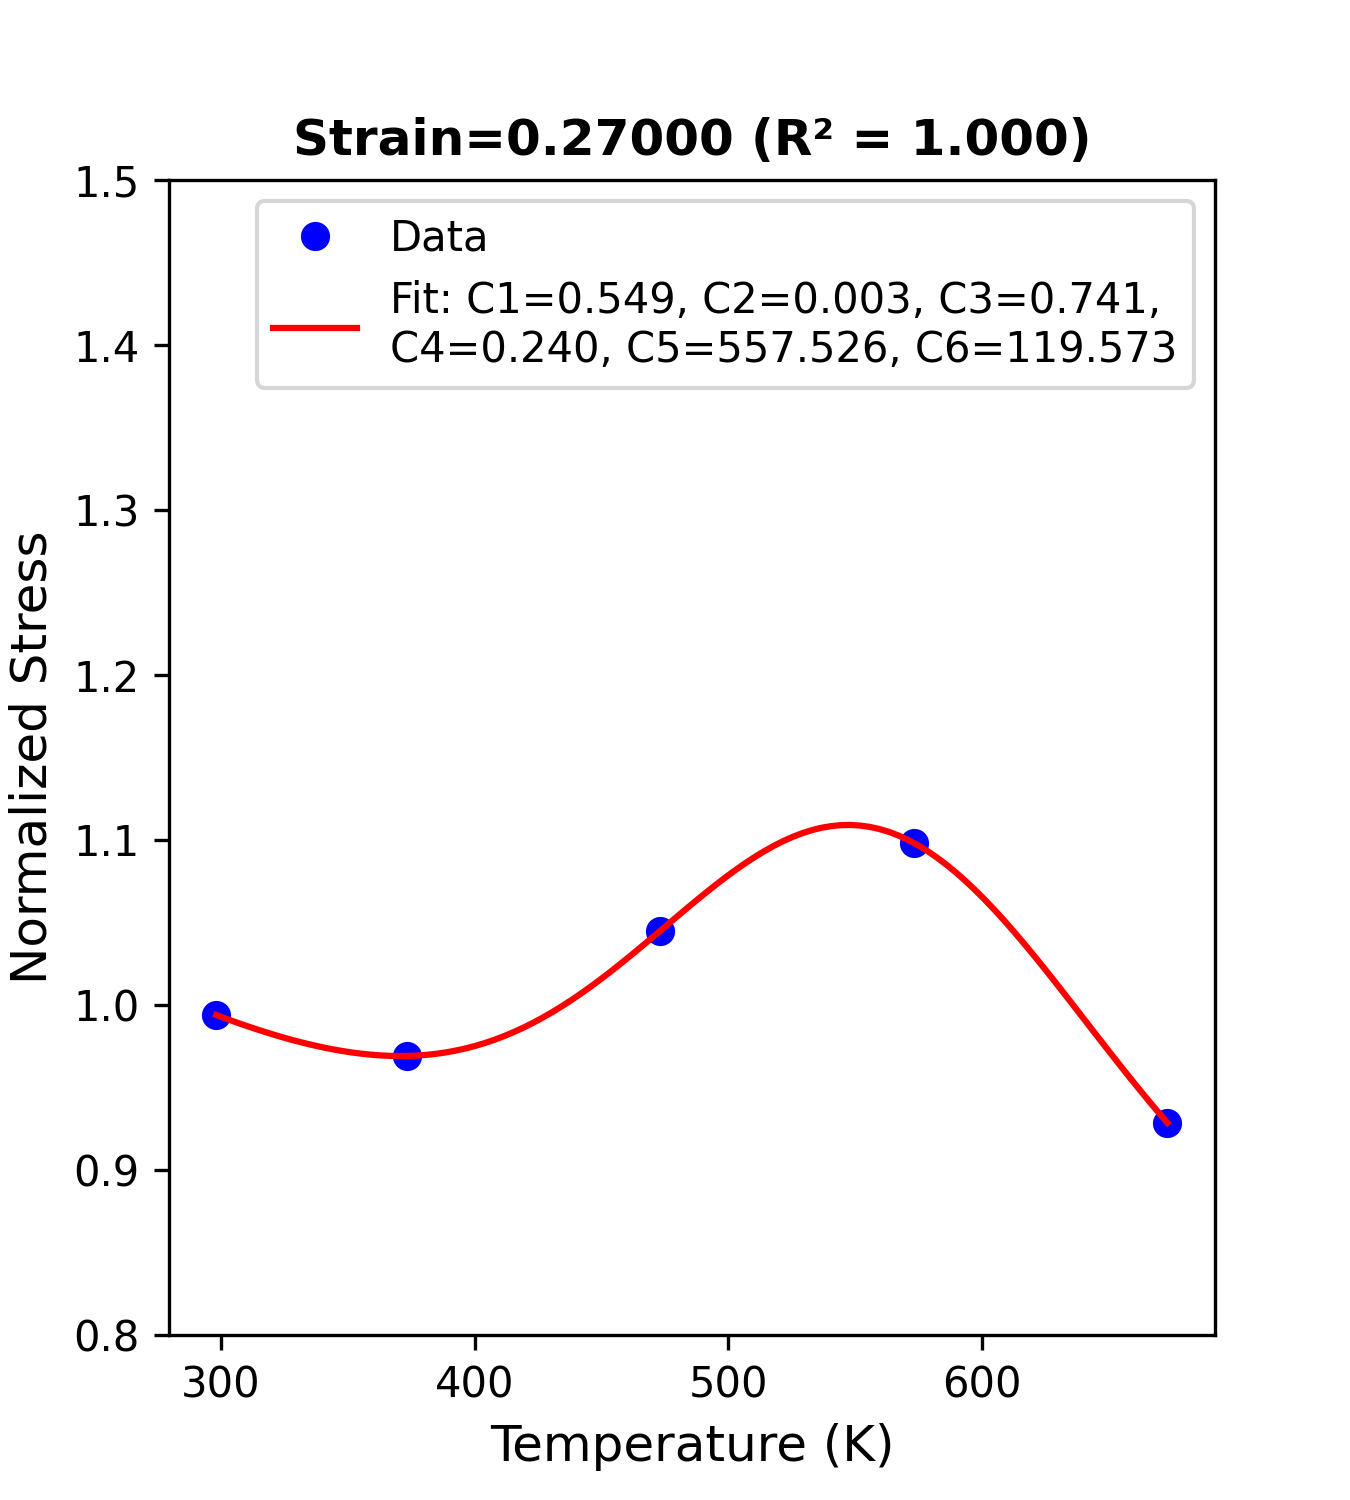 Strain=0.27000 (R² = 1.000)
1.5
1.4
1.3
1.2
1.1
1.0
0.9
0.8
Normalized Stress
Data
Fit: C1=0.549, C2=0.003, C3=0.741,
C4=0.240, C5=557.526, C6=119.573
300 400 500 600
Temperature (K)